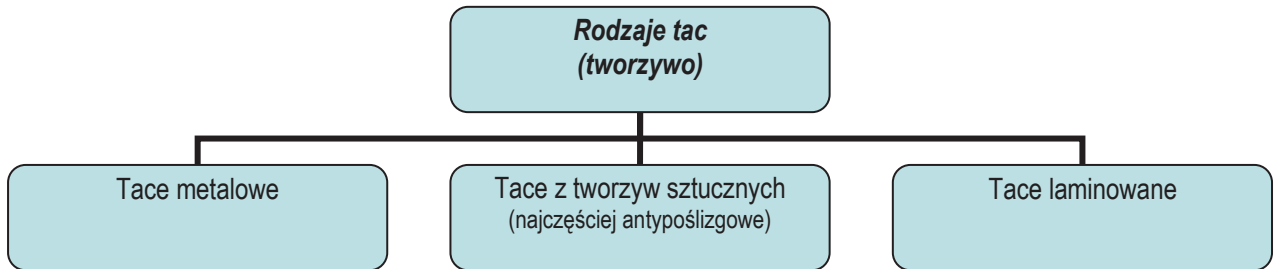 Rodzaje tac
(tworzywo)
Tace metalowe
Tace z tworzyw sztucznych
(najczęściej antypoślizgowe)
Tace laminowane